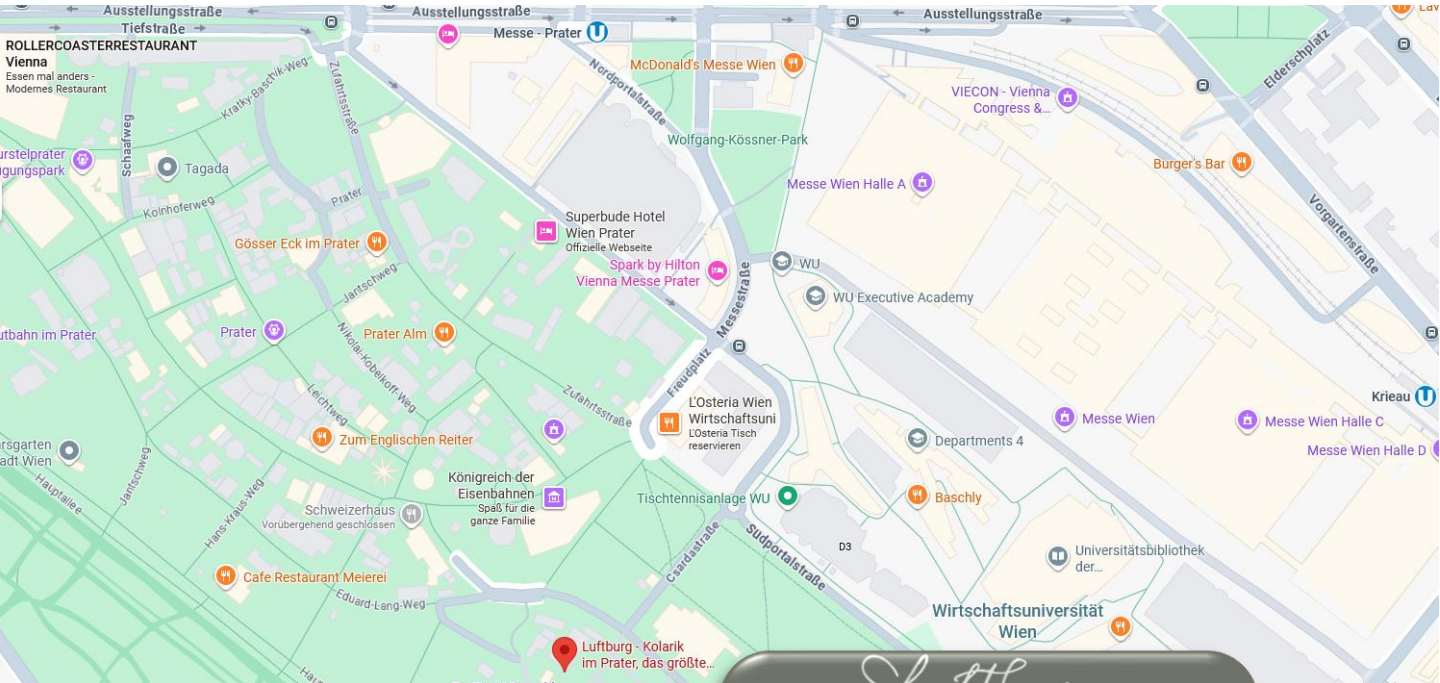 Ausstellungsstraße
Ausstellungsstraße
Ausstellungsstraße
Tiefstraße
Messe - Prater
ROLLERCOASTERRESTAURANT
Vienna
Essen mal anders -
Modernes Restaurant
Kratky-Baschik-Weg
Zufahrtsstraße
Nordportalstraße
McDonald's Messe Wien
Elderschplatz
VIECON - Vienna
Congress &...
Schaafweg
Wolfgang-Kössner-Park
Tagada
Burger's Bar
Messe Wien Halle A
Prater
Koinhoferweg
Vorgartenstraße
Superbude Hotel
Wien Prater
Offizielle Webseite
Gösser Eck im Prater
Spark by Hilton
Vienna Messe Prater
WU
Jantschweg
Messestraße
WU Executive Academy
Prater
Prater Alm
Nikolai-Kobelkoff-Weg
Freudplatz
Leichtweg
Zufahrtsstraße
L'Osteria Wien
Wirtschaftsuni
L'Osteria Tisch
reservieren
Krieau
Messe Wien
Messe Wien Halle C
Messe Wien Halle D
Zum Englischen Reiter
Departments 4
Jantschweg
Hauptallee
Königreich der
Eisenbahnen
Spaß für die
ganze Familie
Tischtennisanlage WU
Baschly
Hans-Kraus-Weg
Schweizerhaus
Vorübergehend geschlossen
Csardastraße
Südportalstraße
D3
Universitätsbibliothek
der...
Cafe Restaurant Meierei
Eduard-Lang-Weg
Wirtschaftsuniversität
Wien
Luftburg - Kolarik
im Prater, das größte...